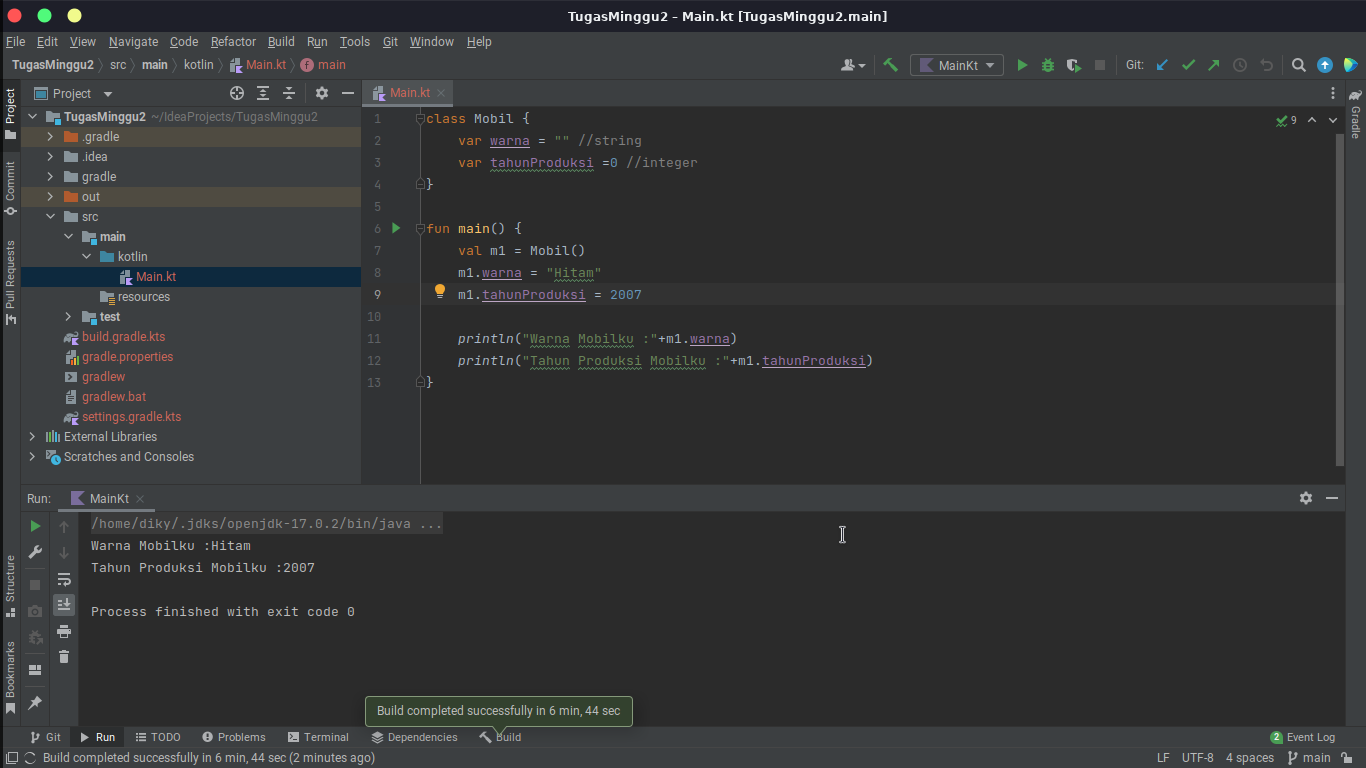 TugasMinggu2 – Main.kt [TugasMinggu2.main]
File Edit View Navigate Code Refactor Build Run Tools Git Window Help
TugasMinggu2 src main kotlin Main.kt f main MainKt Git:
Project
Main.kt
Project
Commit
Pull Requests
Structure
Bookmarks
Gradle
TugasMinggu2 ~/IdeaProjects/TugasMinggu2
.gradle
.idea
gradle
out
src
main
kotlin
Main.kt
resources
test
build.gradle.kts
gradle.properties
gradlew
gradlew.bat
settings.gradle.kts
External Libraries
Scratches and Consoles
9
1 class Mobil {
2 var warna = "" //string
3 var tahunProduksi =0 //integer
4 }
5
6 fun main() {
7 val m1 = Mobil()
8 m1.warna = "Hitam"
9 m1.tahunProduksi = 2007
10
11 println("Warna Mobilku :"+m1.warna)
12 println("Tahun Produksi Mobilku :"+m1.tahunProduksi)
13 }
Run: MainKt
/home/diky/.jdks/openjdk-17.0.2/bin/java ...
Warna Mobilku :Hitam
Tahun Produksi Mobilku :2007
Process finished with exit code 0
Build completed successfully in 6 min, 44 sec
Git Run TODO Problems Terminal Dependencies Build 2 Event Log
Build completed successfully in 6 min, 44 sec (2 minutes ago) LF UTF-8 4 spaces main